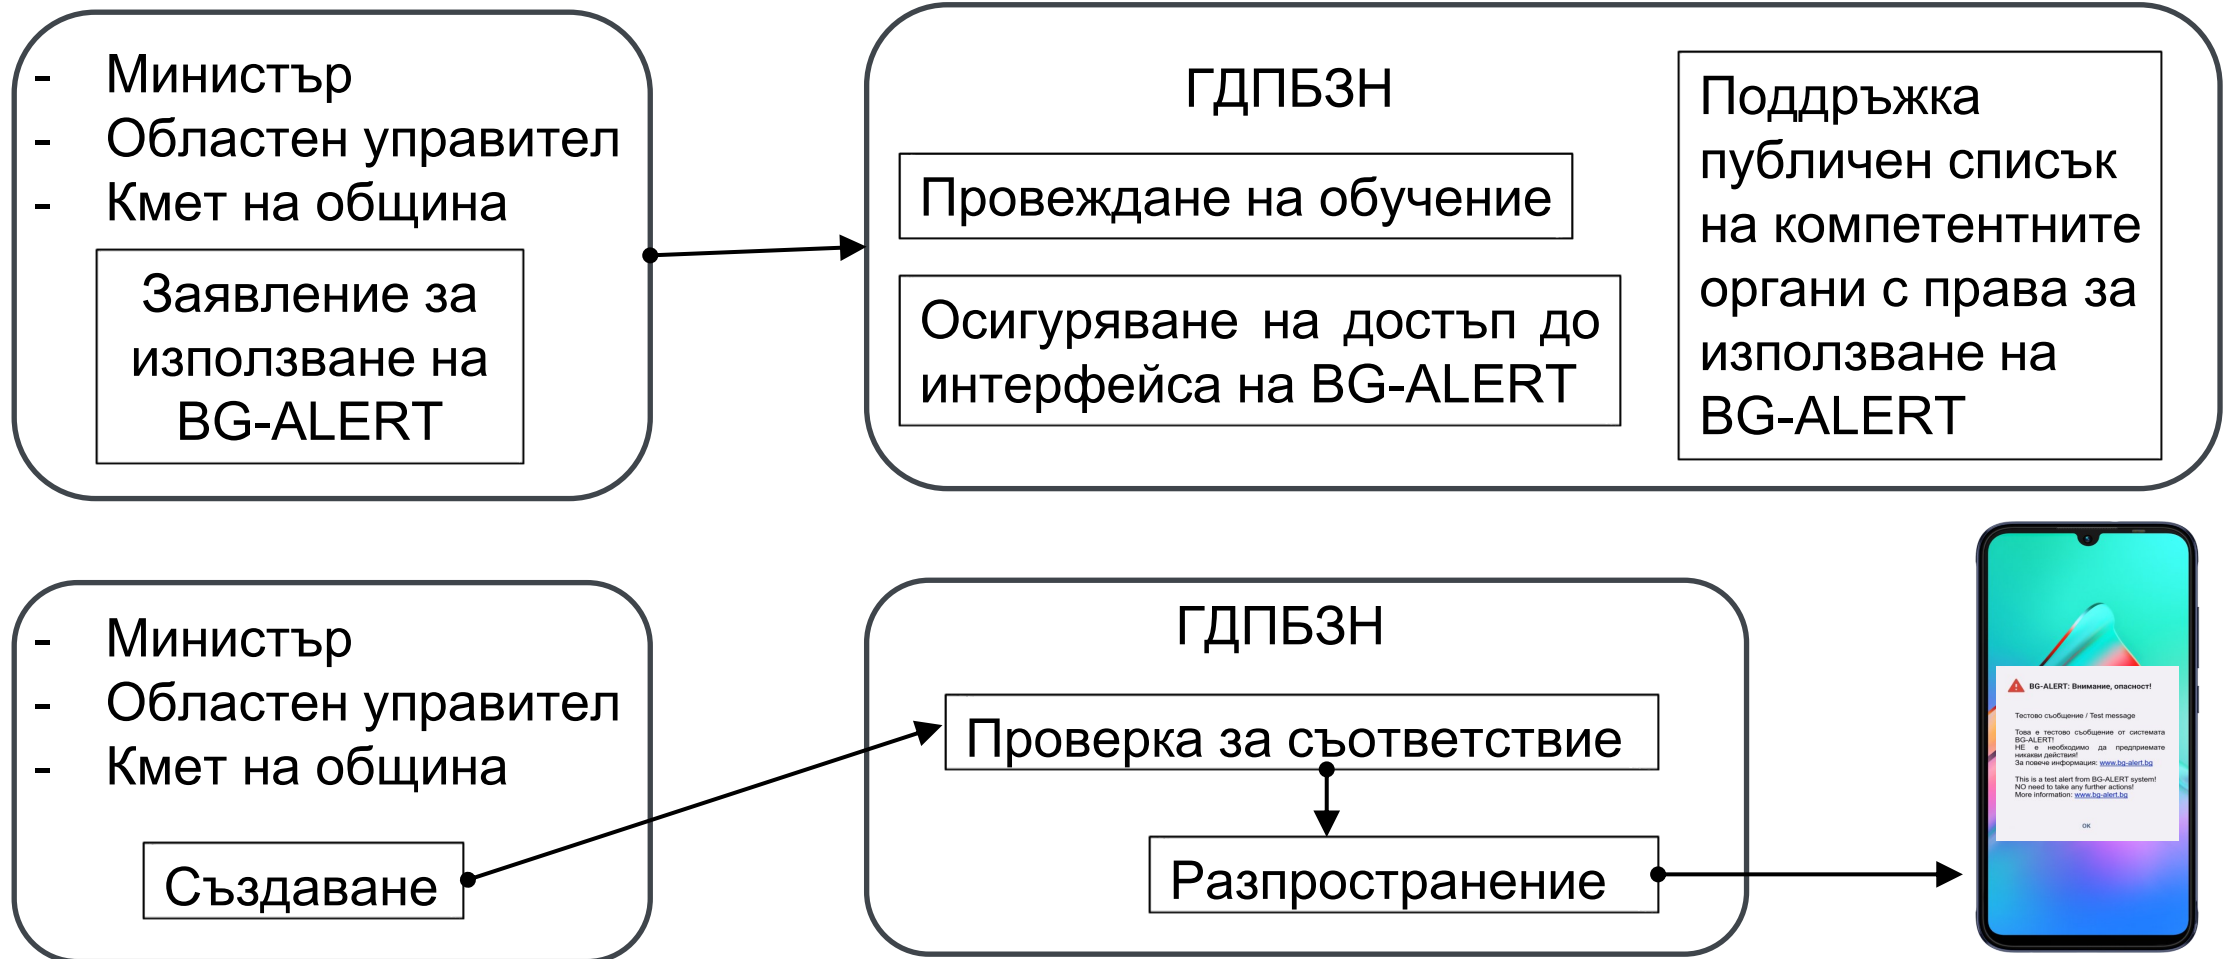 - Министър
- Областен управител
- Кмет на община
Заявление за
използване на
BG-ALERT
ГДПБЗН
Провеждане на обучение
Осигуряване на достъп до
интерфейса на BG-ALERT
Поддръжка
публичен списък
на компетентните
органи с права за
използване на
BG-ALERT
- Министър
- Областен управител
- Кмет на община
Създаване
ГДПБЗН
Проверка за съответствие
Разпространение
BG-ALERT: Внимание, опасност!
Тестово съобщение / Test message
Това е тестово съобщение от системата
BG-ALERT!
НЕ е необходимо да предприемате
никакви действия!
За повече информация: www.bg-alert.bg
This is a test alert from BG-ALERT system!
NO need to take any further actions!
More information: www.bg-alert.bg
ОК